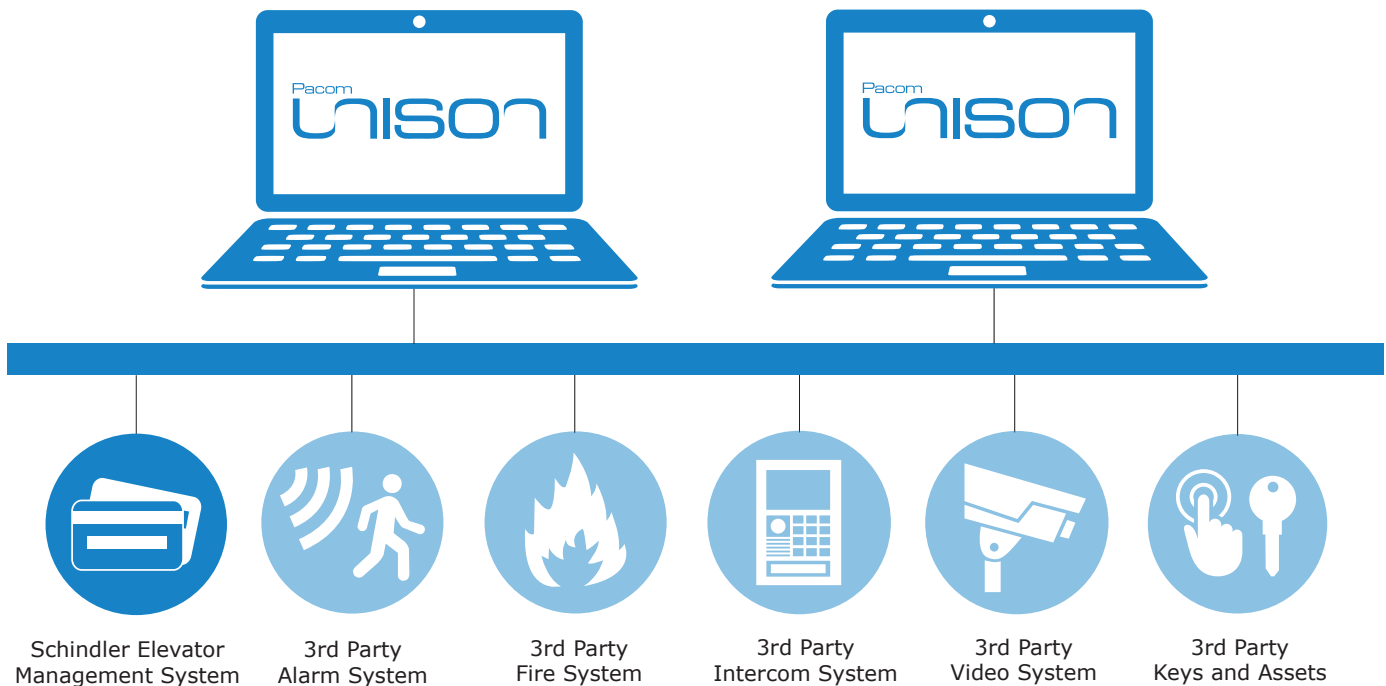 Pacom
UNISON
Pacom
UNISON
Schindler Elevator
Management System
3rd Party
Alarm System
3rd Party
Fire System
3rd Party
Intercom System
3rd Party
Video System
3rd Party
Keys and Assets